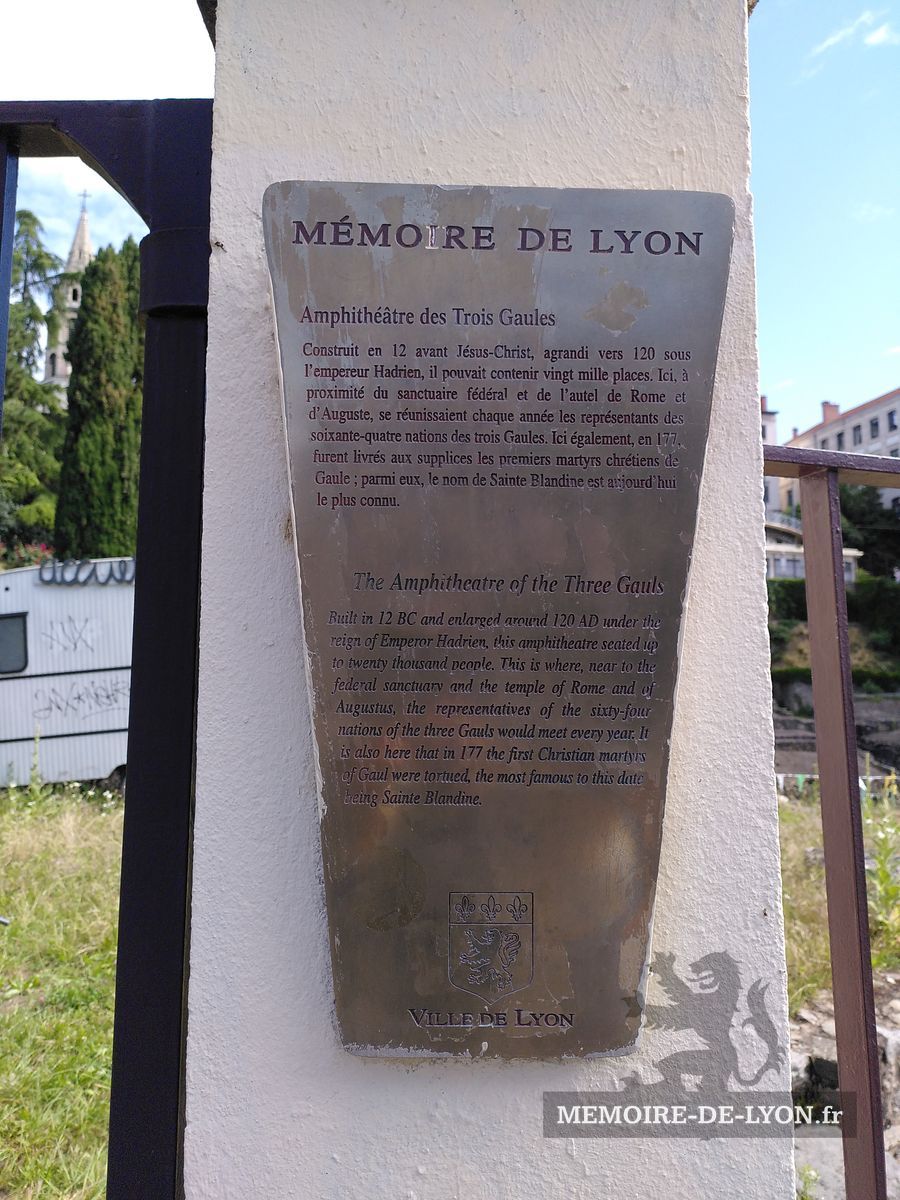 MÉMOIRE DE LYON
Amphithéâtre des Trois Gaules
Construit en 12 avant Jésus-Christ, agrandi vers 120 sous
l'empereur Hadrien, il pouvait contenir vingt mille places. Ici, à
proximité du sanctuaire fédéral et de l'autel de Rome et
d'Auguste, se réunissaient chaque année les représentants des
soixante-quatre nations des trois Gaules. Ici également, en 177,
furent livrés aux supplices les premiers martyrs chrétiens de
Gaule ; parmi eux, le nom de Sainte Blandine est aujourd'hui
le plus connu.
The Amphitheatre of the Three Gauls
Built in 12 BC and enlarged around 120 AD under the
reign of Emperor Hadrien, this amphitheatre seated up
to twenty thousand people. This is where, near to the
federal sanctuary and the temple of Rome and of
Augustus, the representatives of the sixty-four
nations of the three Gauls would meet every year. It
is also here that in 177 the first Christian martyrs
of Gaul were tortued, the most famous to this date
being Sainte Blandine.
VILLE DE LYON
MEMOIRE-DE-LYON.fr